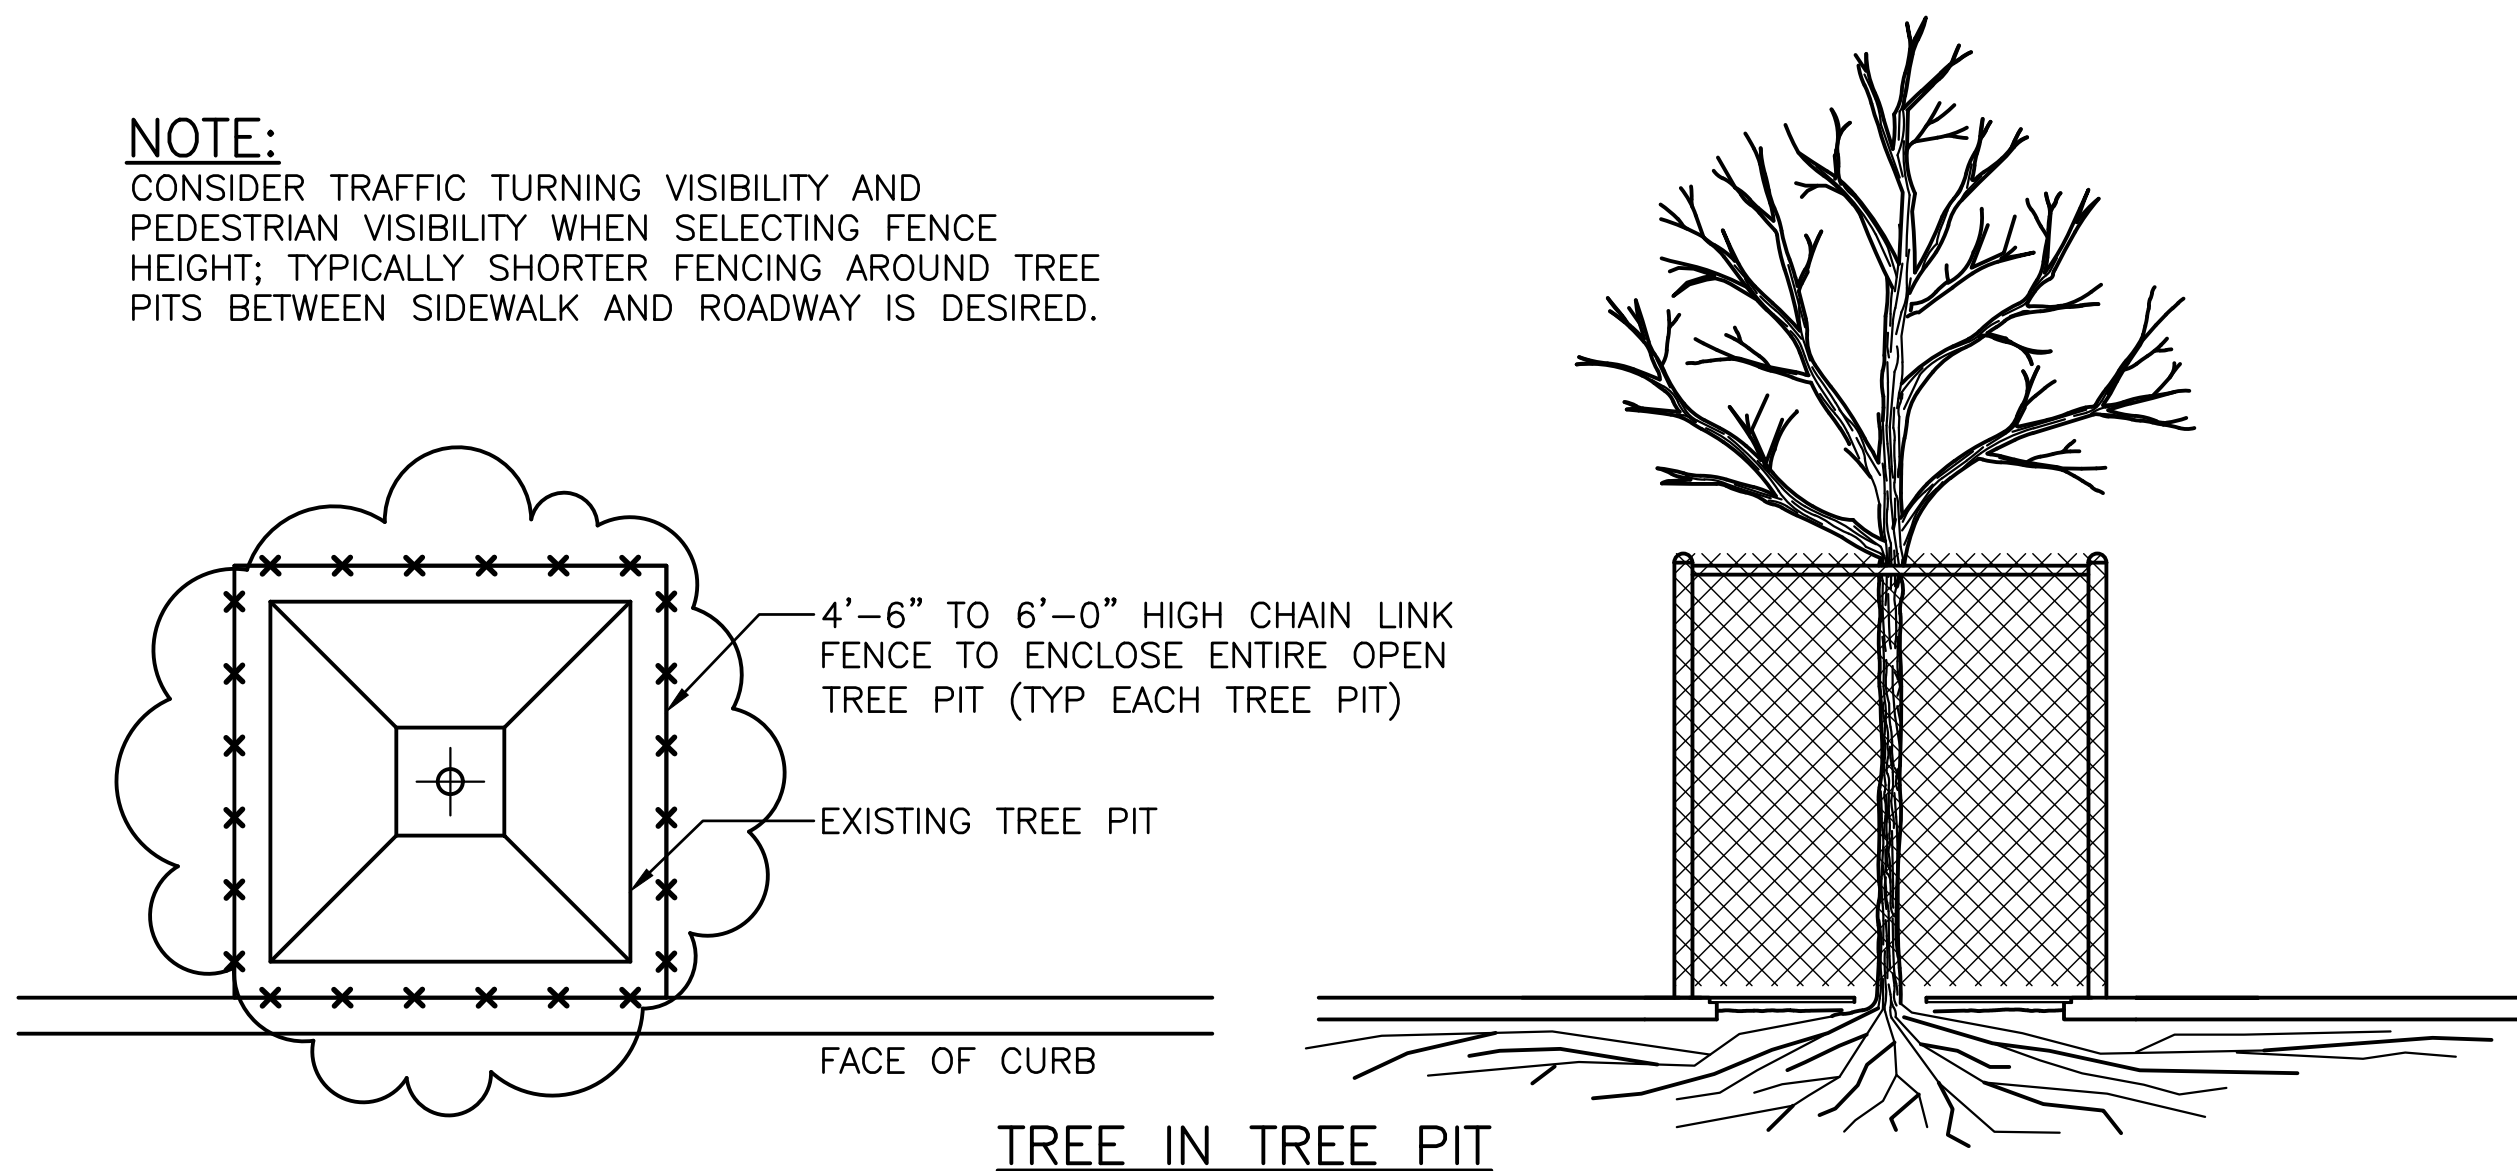 NOTE:
CONSIDER TRAFFIC TURNING VISIBILITY AND
PEDESTRIAN VISIBILITY WHEN SELECTING FENCE
HEIGHT; TYPICALLY SHORTER FENCING AROUND TREE
PITS BETWEEN SIDEWALK AND ROADWAY IS DESIRED.
4'-6" TO 6'-0" HIGH CHAIN LINK
FENCE TO ENCLOSE ENTIRE OPEN
TREE PIT (TYP EACH TREE PIT)
EXISTING TREE PIT
FACE OF CURB
TREE IN TREE PIT